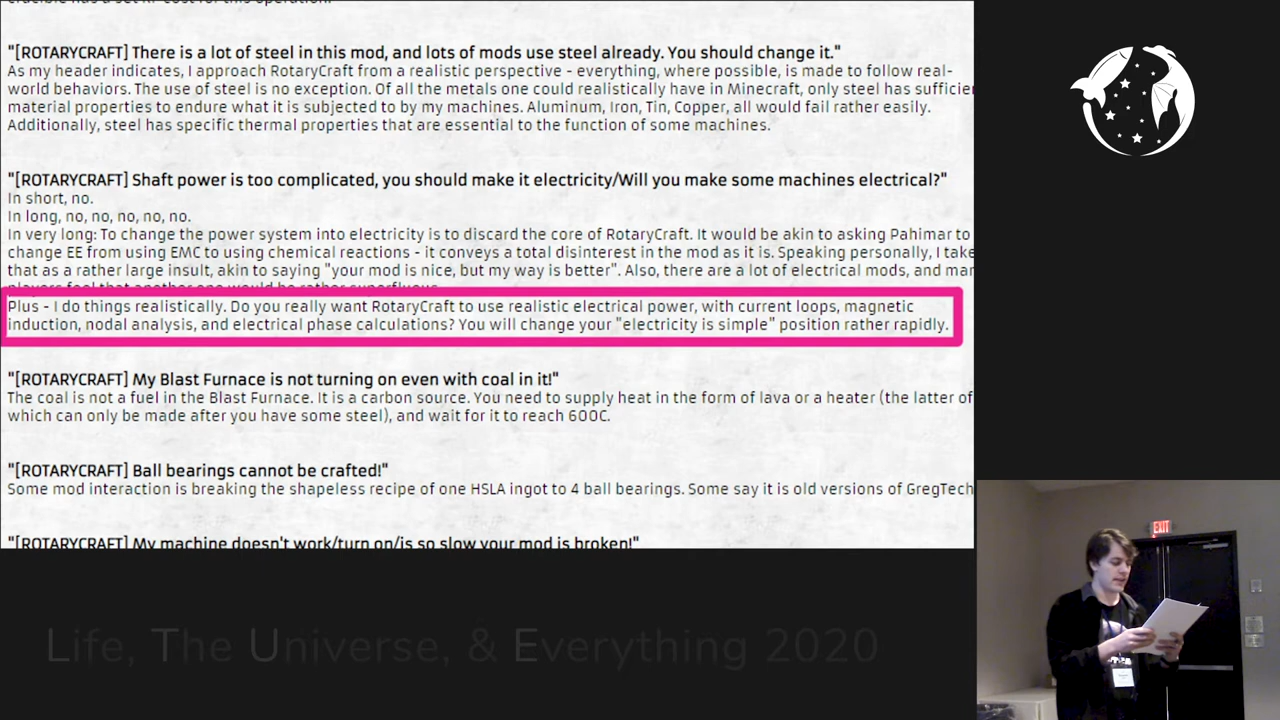 "[ROTARYCRAFT] There is a lot of steel in this mod, and lots of mods use steel already. You should change it."
As my header indicates, I approach RotaryCraft from a realistic perspective - everything, where possible, is made to follow real-
world behaviors. The use of steel is no exception. Of all the metals one could realistically have in Minecraft, only steel has sufficien
material properties to endure what it is subjected to by my machines. Aluminum, Iron, Tin, Copper, all would fail rather easily.
Additionally, steel has specific thermal properties that are essential to the function of some machines.
"[ROTARYCRAFT] Shaft power is too complicated, you should make it electricity/Will you make some machines electrical?"
In short, no.
In long, no, no, no, no, no.
In very long: To change the power system into electricity is to discard the core of RotaryCraft. It would be akin to asking Pahimar to
change EE from using EMC to using chemical reactions - it conveys a total disinterest in the mod as it is. Speaking personally, I take
that as a rather large insult, akin to saying "your mod is nice, but my way is better". Also, there are a lot of electrical mods, and mar
players feel that another one would be rather superfluous.
Plus - I do things realistically. Do you really want RotaryCraft to use realistic electrical power, with current loops, magnetic
induction, nodal analysis, and electrical phase calculations? You will change your "electricity is simple" position rather rapidly.
"[ROTARYCRAFT] My Blast Furnace is not turning on even with coal in it!"
The coal is not a fuel in the Blast Furnace. It is a carbon source. You need to supply heat in the form of lava or a heater (the latter of
which can only be made after you have some steel), and wait for it to reach 600C.
"[ROTARYCRAFT] Ball bearings cannot be crafted!"
Some mod interaction is breaking the shapeless recipe of one HSLA ingot to 4 ball bearings. Some say it is old versions of GregTech
"[ROTARYCRAFT] My machine doesn't work/turn on/is so slow your mod is broken!"
EXIT
Life, The Universe, & Everything 2020